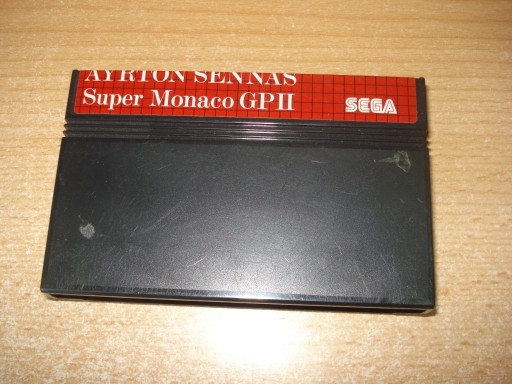 AYRTON SENNAS
Super Monaco GP II
SEGA